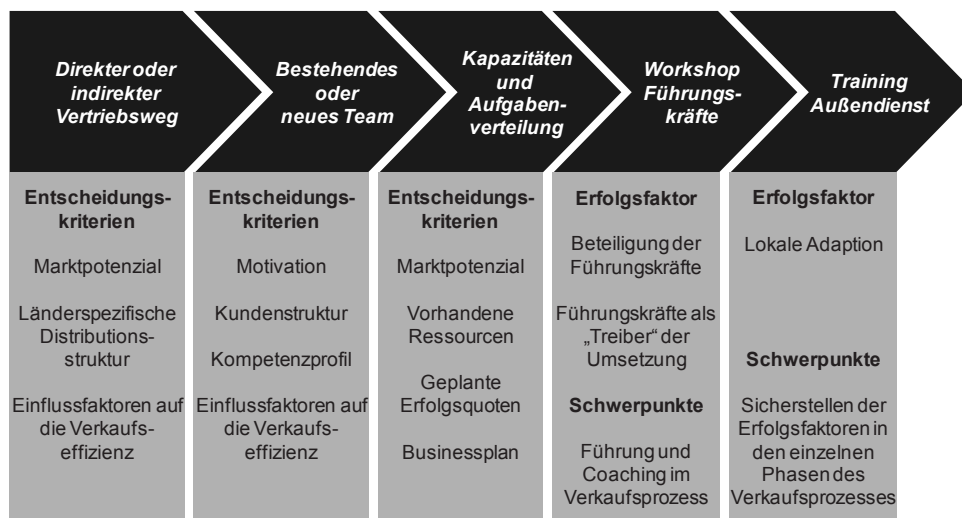 Direkter oder
indirekter
Vertriebsweg
Bestehendes
oder
neues Team
Kapazitäten
und
Aufgaben-
verteilung
Workshop
Führungs-
kräfte
Training
Außendienst
Entscheidungs-
kriterien
Marktpotenzial
Länderspezifische
Distributions-
struktur
Einflussfaktoren auf
die Verkaufs-
effizienz
Entscheidungs-
kriterien
Motivation
Kundenstruktur
Kompetenzprofil
Einflussfaktoren auf
die Verkaufs-
effizienz
Entscheidungs-
kriterien
Marktpotenzial
Vorhandene
Ressourcen
Geplante
Erfolgsquoten
Businessplan
Erfolgsfaktor
Beteiligung der
Führungskräfte
Führungskräfte als
„Treiber“ der
Umsetzung
Schwerpunkte
Führung und
Coaching im
Verkaufsprozess
Erfolgsfaktor
Lokale Adaption
Schwerpunkte
Sicherstellen der
Erfolgsfaktoren in
den einzelnen
Phasen des
Verkaufsprozesses